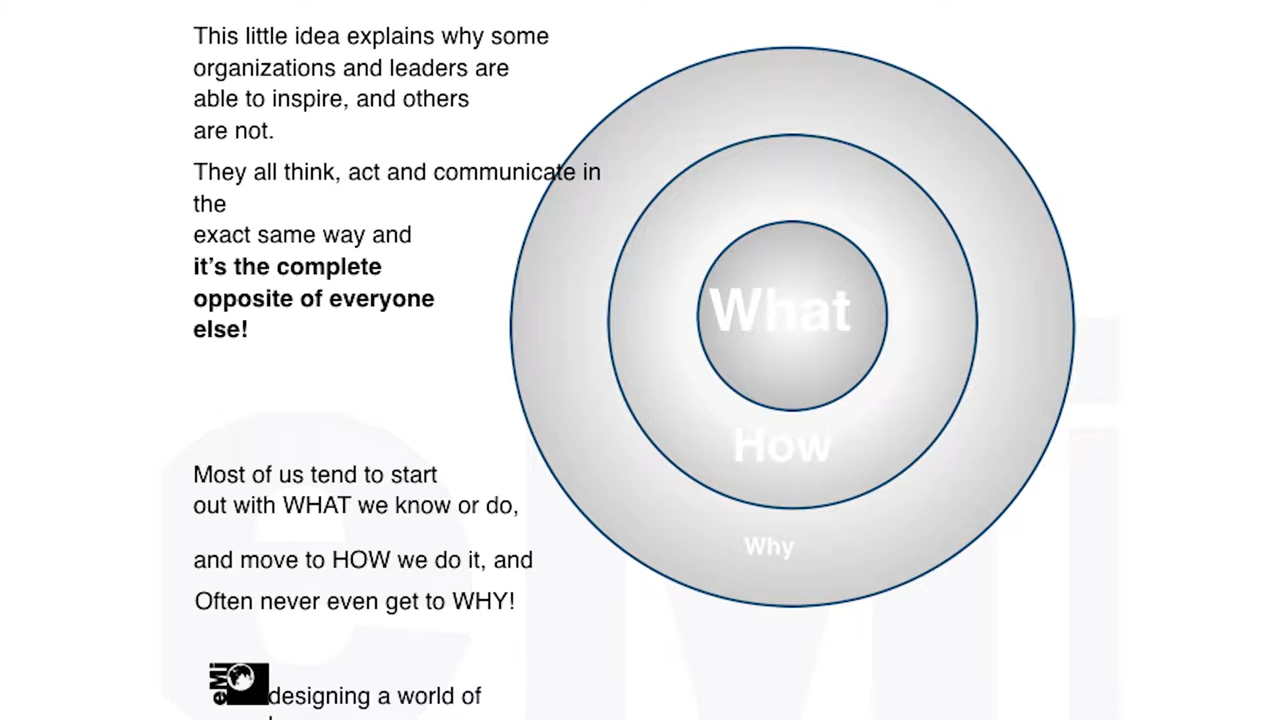 This little idea explains why some
organizations and leaders are
able to inspire, and others
are not.
They all think, act and communicate in
the
exact same way and
it's the complete
opposite of everyone
else!
What
How
Why
Most of us tend to start
out with WHAT we know or do,
and move to HOW we do it, and
Often never even get to WHY!
eMi
designing a world of